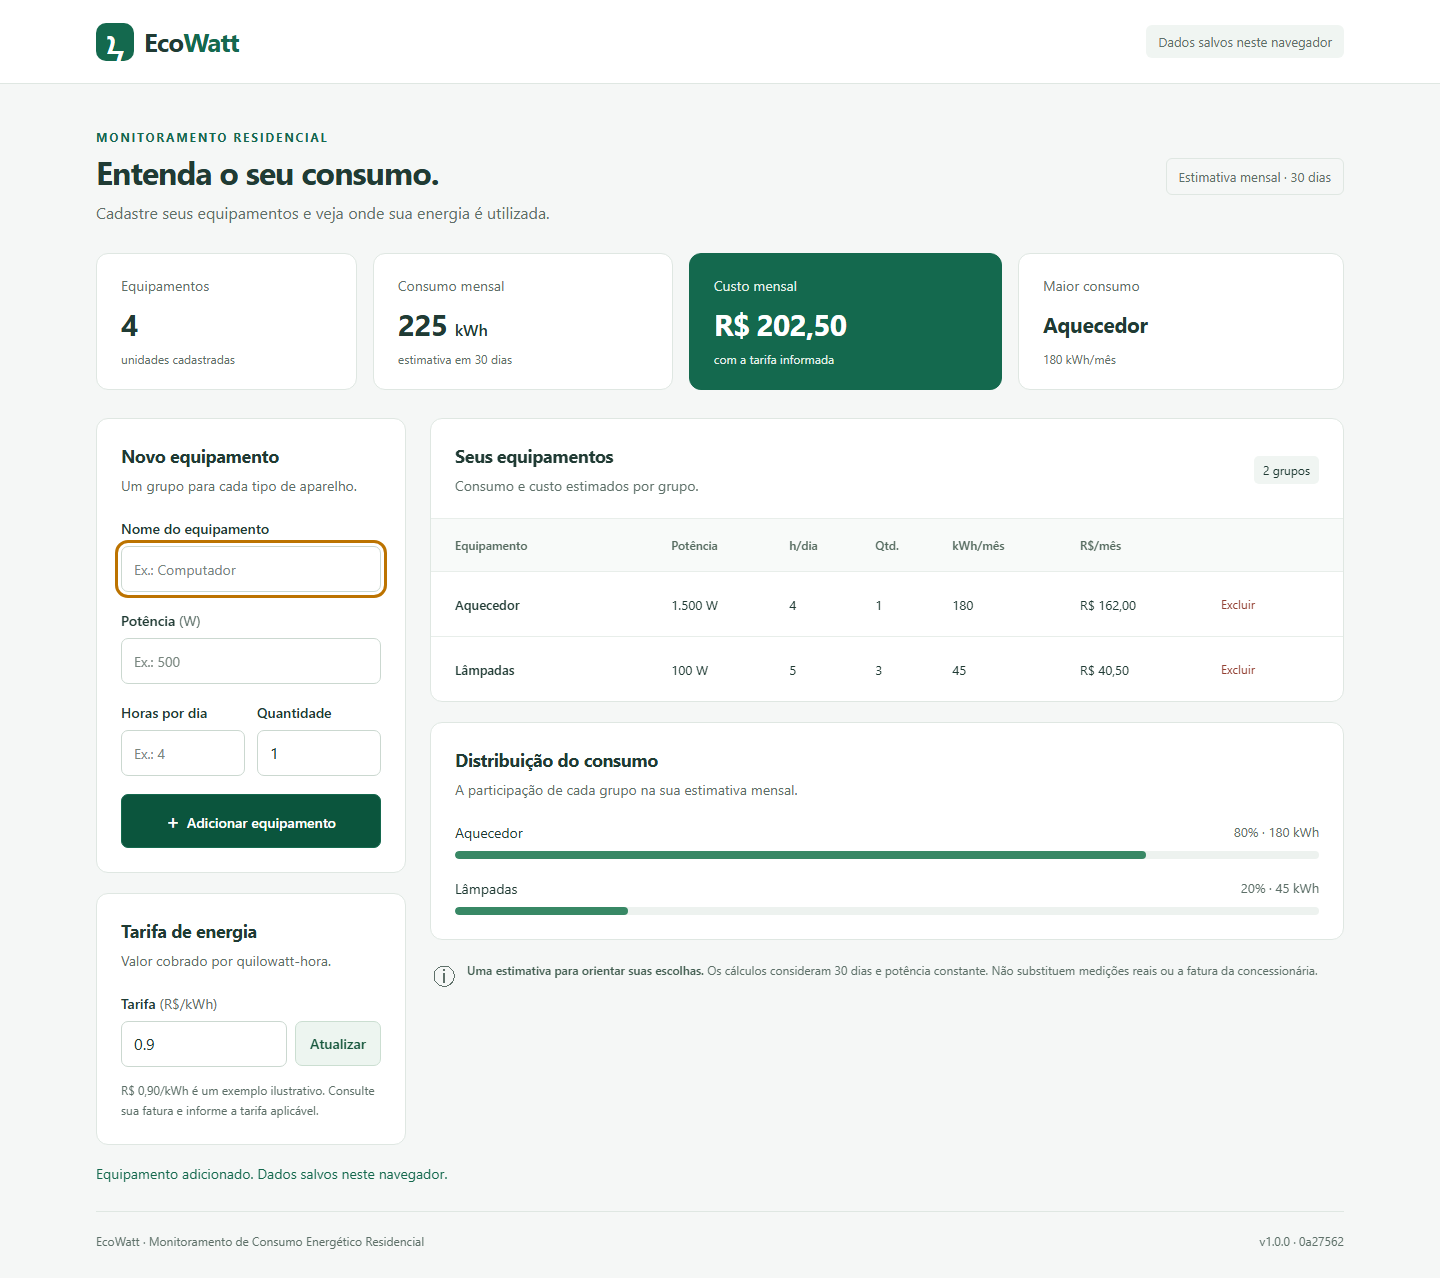 EcoWatt
Dados salvos neste navegador
MONITORAMENTO RESIDENCIAL
Entenda o seu consumo.
Cadastre seus equipamentos e veja onde sua energia é utilizada.
Estimativa mensal · 30 dias
Equipamentos
4
unidades cadastradas
Consumo mensal
225 kWh
estimativa em 30 dias
Custo mensal
R$ 202,50
com a tarifa informada
Maior consumo
Aquecedor
180 kWh/mês
Novo equipamento
Um grupo para cada tipo de aparelho.
Nome do equipamento
Ex.: Computador
Potência (W)
Ex.: 500
Horas por dia Quantidade
Ex.: 4 1
+ Adicionar equipamento
Tarifa de energia
Valor cobrado por quilowatt-hora.
Tarifa (R$/kWh)
0.9 Atualizar
R$ 0,90/kWh é um exemplo ilustrativo. Consulte
sua fatura e informe a tarifa aplicável.
Seus equipamentos
Consumo e custo estimados por grupo.
2 grupos
Equipamento Potência h/dia Qtd. kWh/mês R$/mês
Aquecedor 1.500 W 4 1 180 R$ 162,00 Excluir
Lâmpadas 100 W 5 3 45 R$ 40,50 Excluir
Distribuição do consumo
A participação de cada grupo na sua estimativa mensal.
Aquecedor 80% · 180 kWh
Lâmpadas 20% · 45 kWh
Uma estimativa para orientar suas escolhas. Os cálculos consideram 30 dias e potência constante. Não substituem medições reais ou a fatura da concessionária.
Equipamento adicionado. Dados salvos neste navegador.
EcoWatt · Monitoramento de Consumo Energético Residencial
v1.0.0 · 0a27562